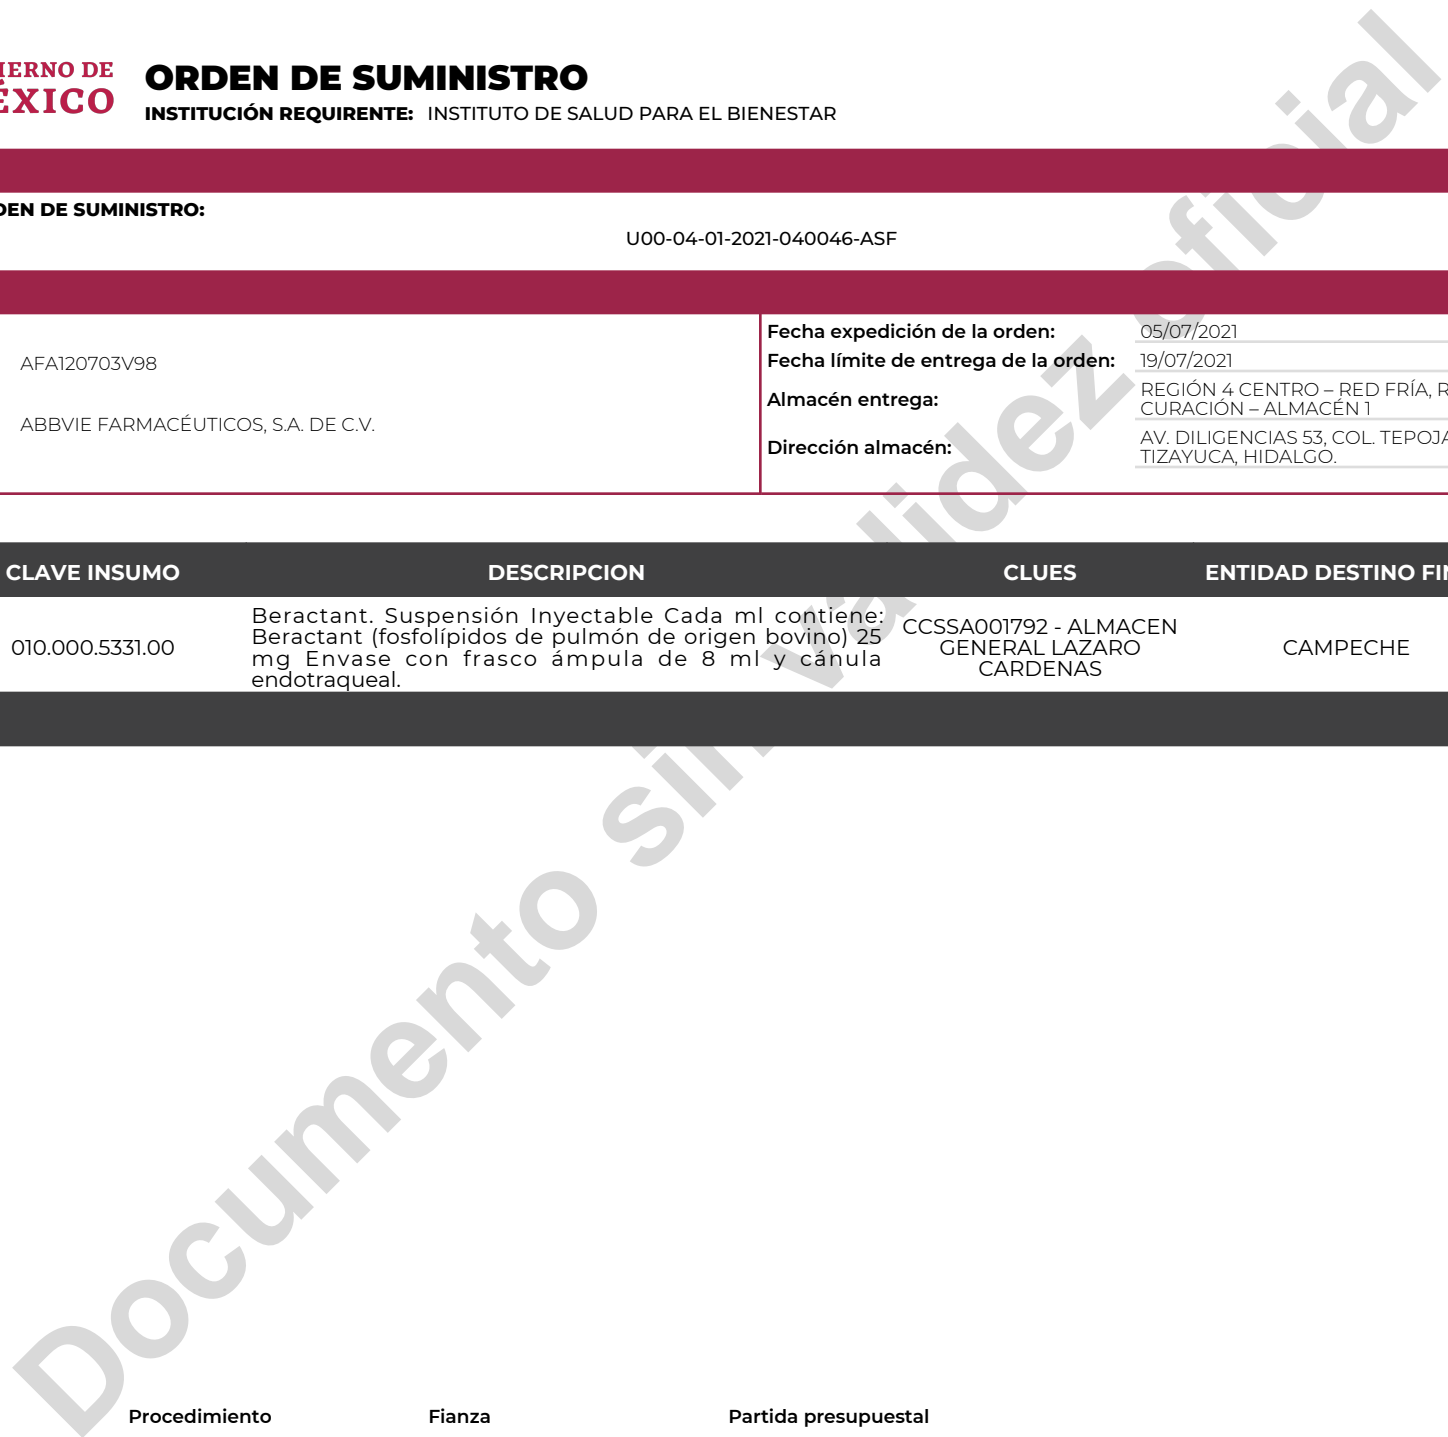 IERNO DE
ÉXICO
ORDEN DE SUMINISTRO
INSTITUCIÓN REQUIRENTE: INSTITUTO DE SALUD PARA EL BIENESTAR
DEN DE SUMINISTRO:
U00-04-01-2021-040046-ASF
AFA120703V98
ABBVIE FARMACÉUTICOS, S.A. DE C.V.
Fecha expedición de la orden: 05/07/2021
Fecha límite de entrega de la orden: 19/07/2021
Almacén entrega: REGIÓN 4 CENTRO – RED FRÍA, R
CURACIÓN – ALMACÉN 1
Dirección almacén: AV. DILIGENCIAS 53, COL. TEPOJA
TIZAYUCA, HIDALGO.
CLAVE INSUMO DESCRIPCION CLUES ENTIDAD DESTINO FIN
010.000.5331.00
Beractant. Suspensión Inyectable Cada ml contiene:
Beractant (fosfolípidos de pulmón de origen bovino) 25
mg Envase con frasco ámpula de 8 ml y cánula
endotraqueal.
CCSSA001792 - ALMACEN
GENERAL LAZARO
CARDENAS
CAMPECHE
Documento sin validez oficial
Procedimiento Fianza Partida presupuestal